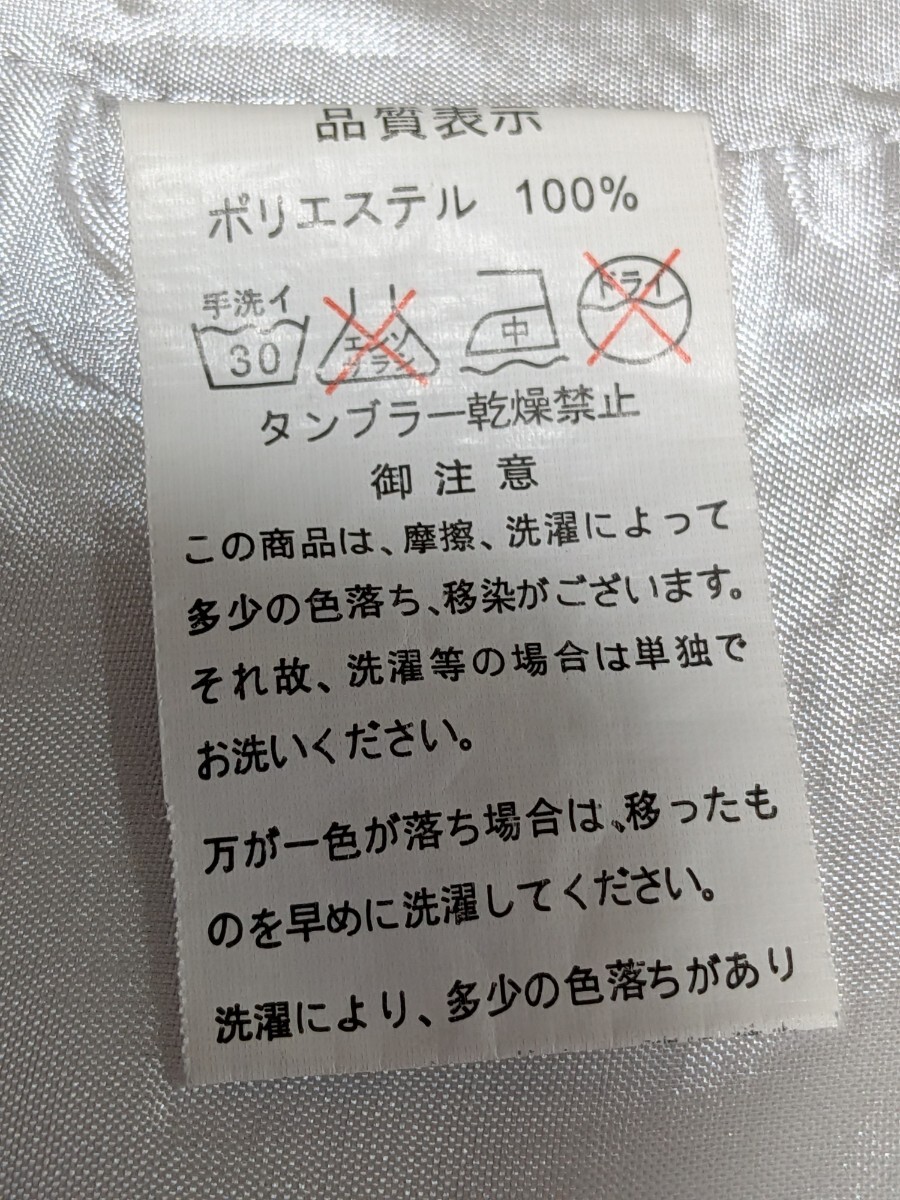 品質表示
ポリエステル 100%
手洗イ 30 エンソ サラシ 中 ドライ
タンブラー乾燥禁止
御注意
この商品は、摩擦、洗濯によって
多少の色落ち、移染がございます。
それ故、洗濯等の場合は単独で
お洗いください。
万が一色が落ち場合は、移ったも
のを早めに洗濯してください。
洗濯により、多少の色落ちがあり